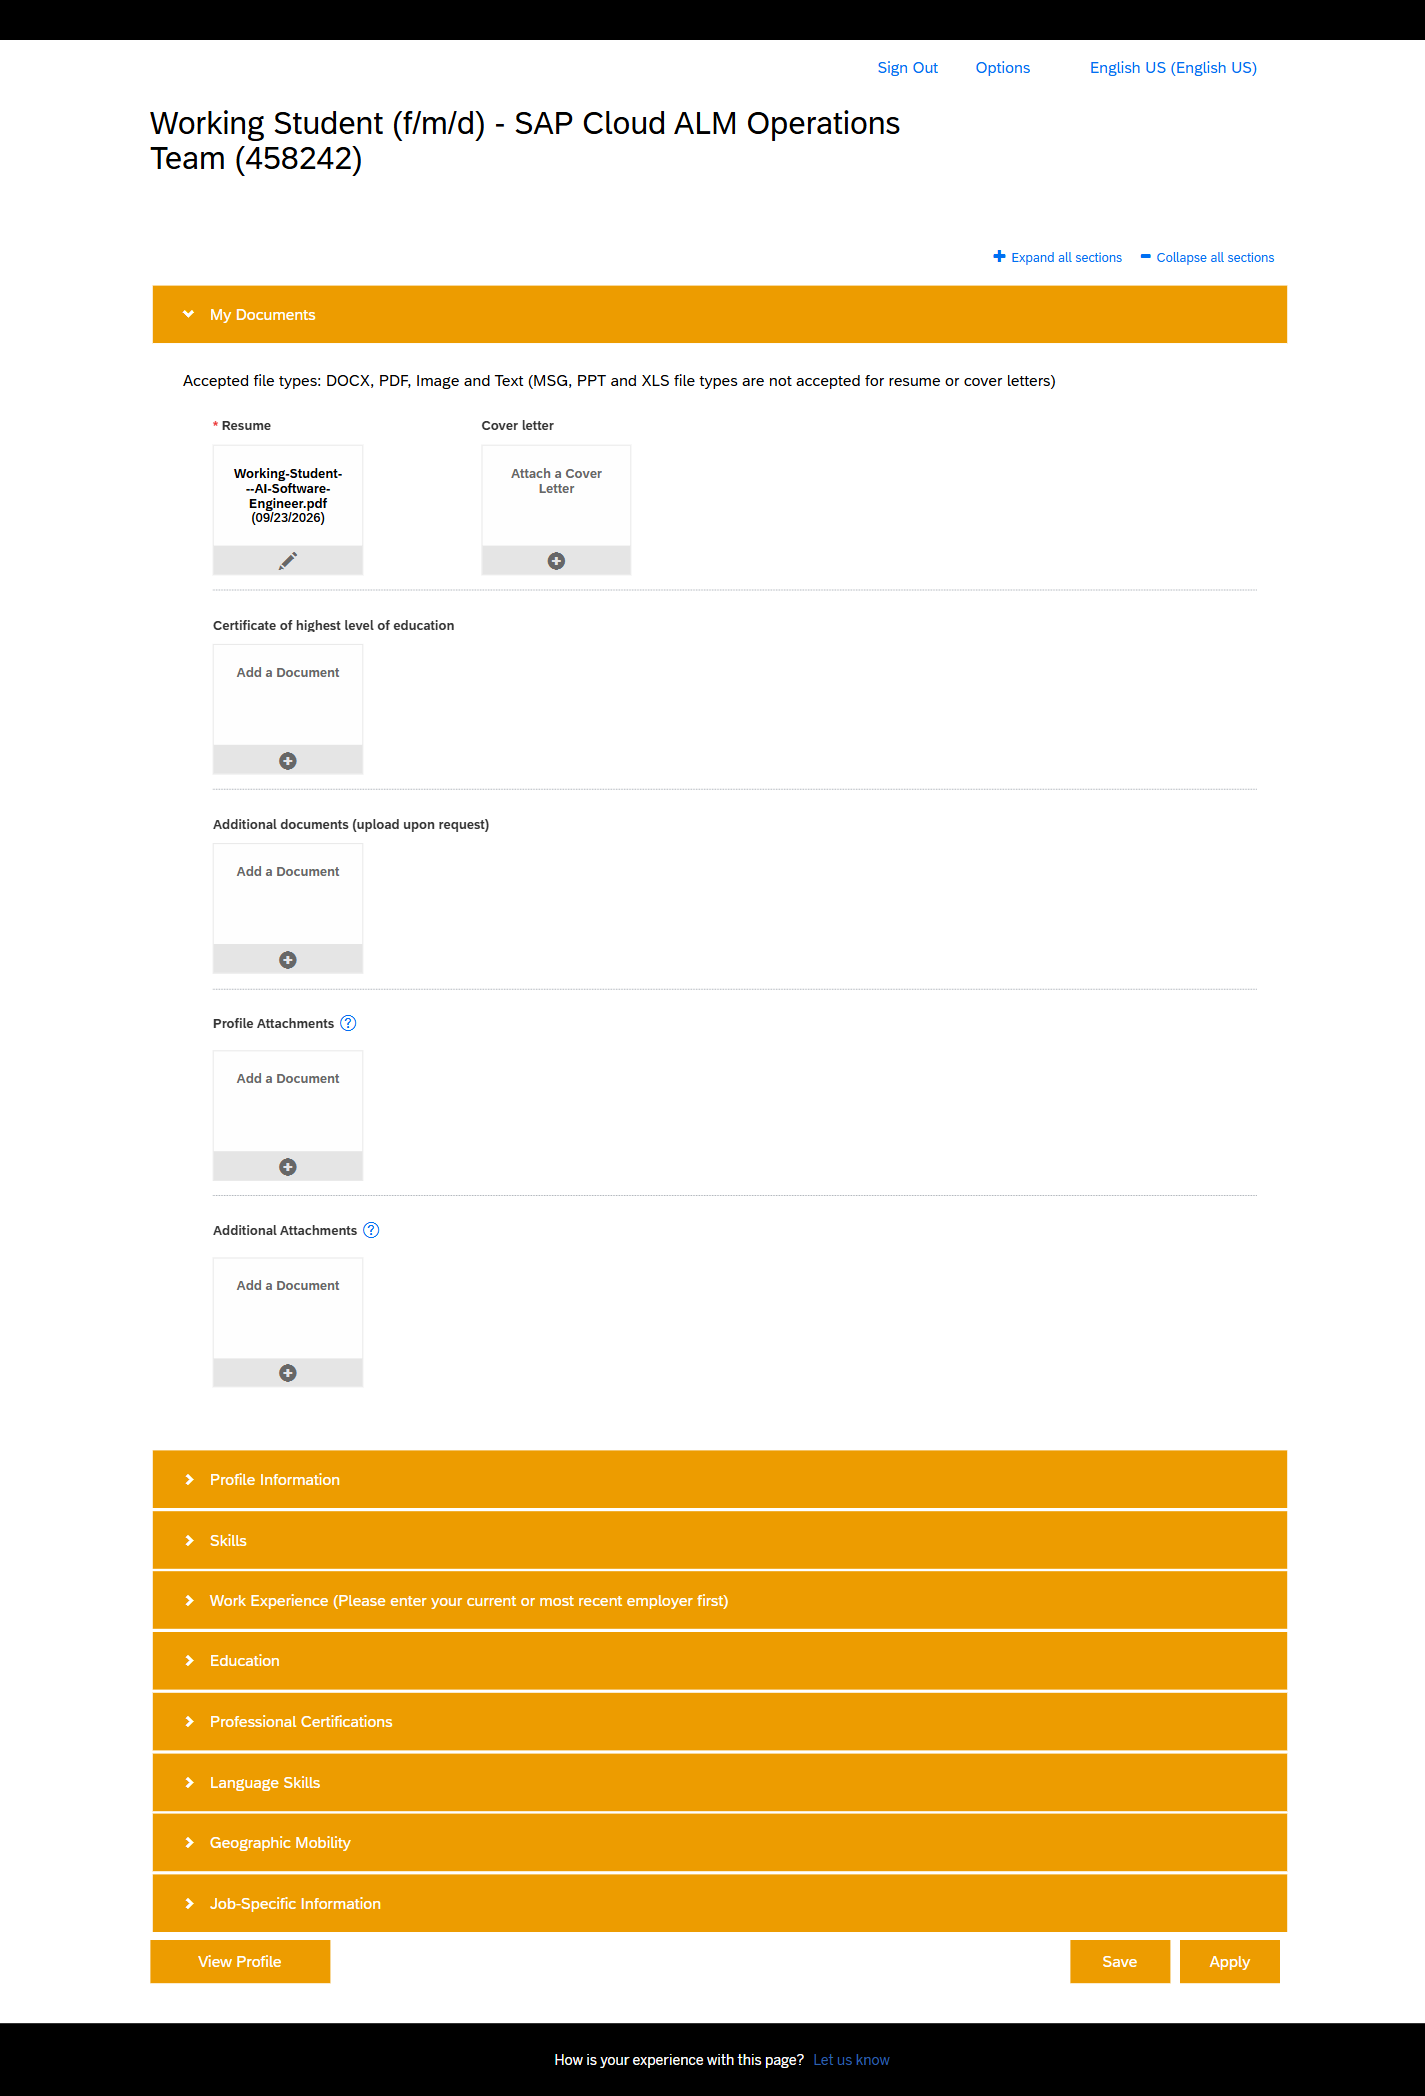 Sign Out Options English US (English US)
Working Student (f/m/d) - SAP Cloud ALM Operations
Team (458242)
Expand all sections Collapse all sections
My Documents
Accepted file types: DOCX, PDF, Image and Text (MSG, PPT and XLS file types are not accepted for resume or cover letters)
* Resume Cover letter
Working-Student-
--AI-Software-
Engineer.pdf
(09/23/2026)
Attach a Cover
Letter
Certificate of highest level of education
Add a Document
Additional documents (upload upon request)
Add a Document
Profile Attachments ?
Add a Document
Additional Attachments ?
Add a Document
Profile Information
Skills
Work Experience (Please enter your current or most recent employer first)
Education
Professional Certifications
Language Skills
Geographic Mobility
Job-Specific Information
View Profile Save Apply
How is your experience with this page? Let us know